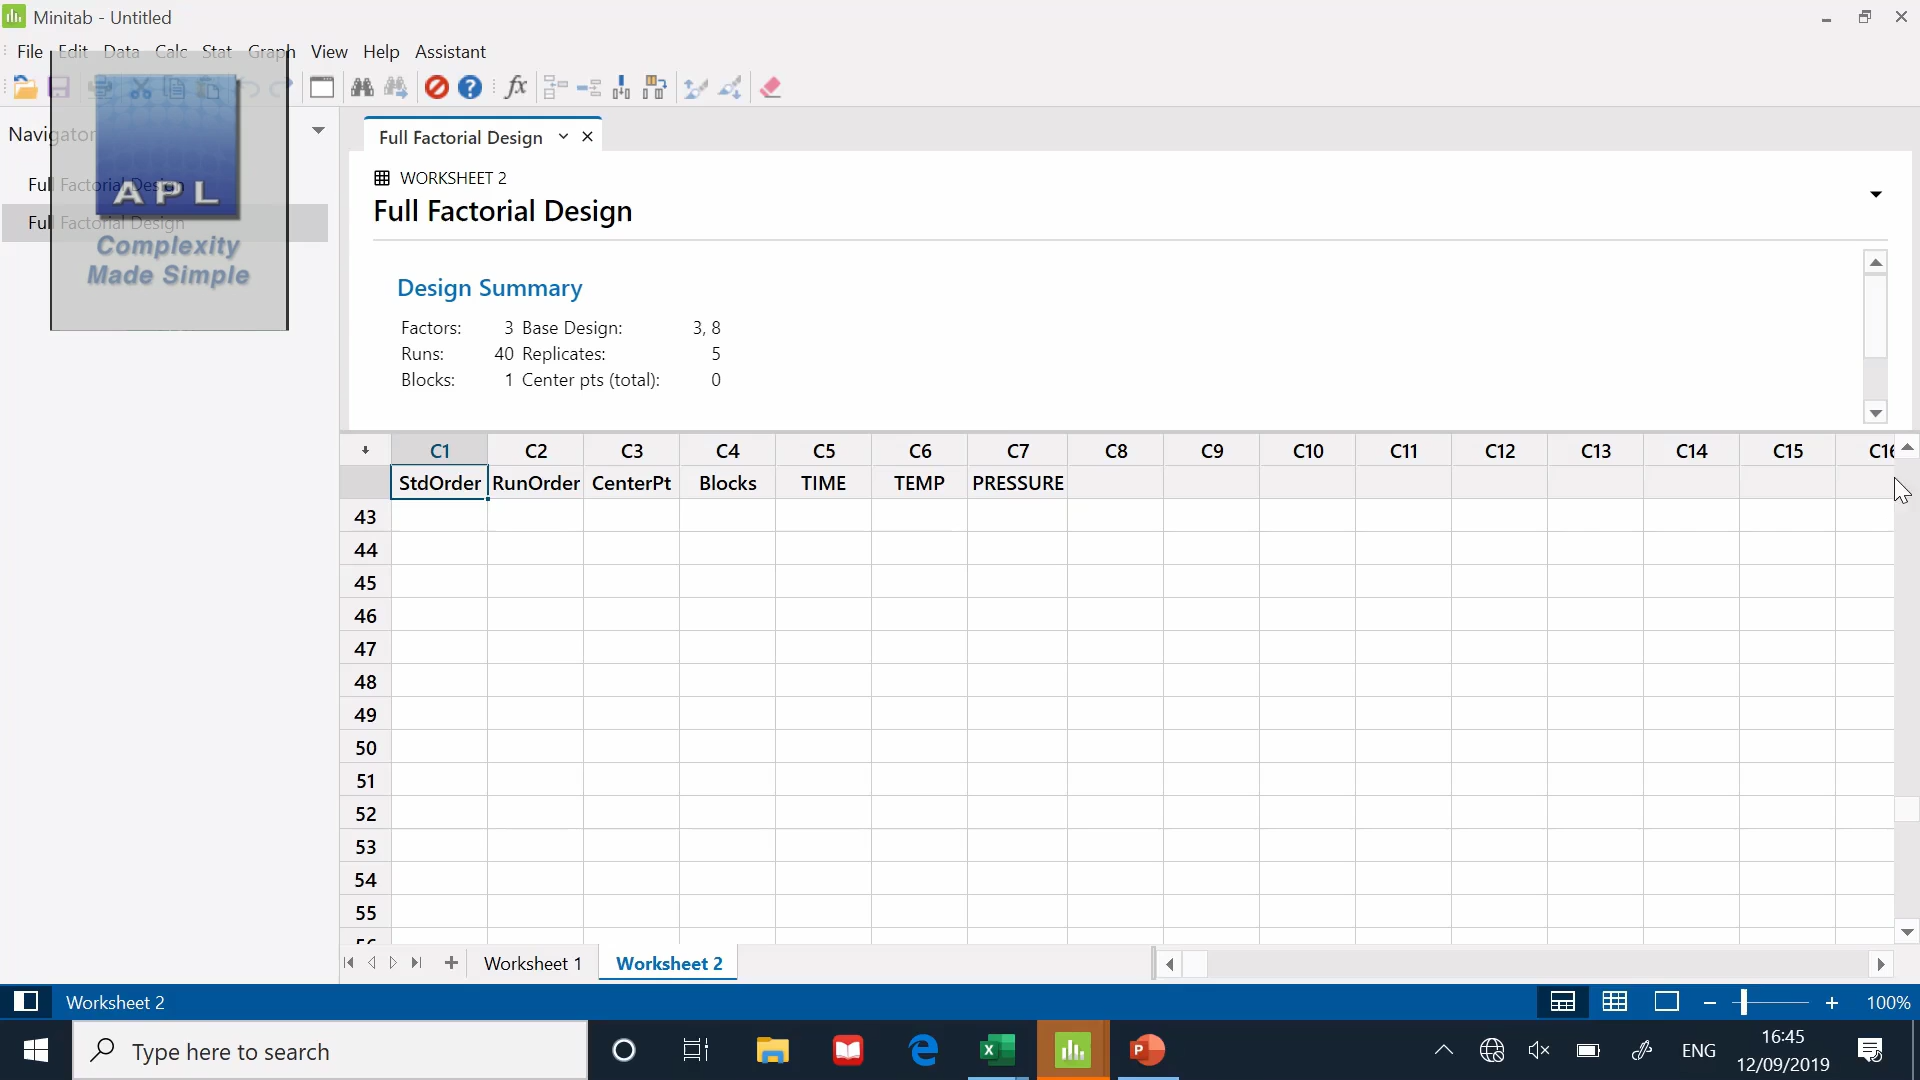 Minitab - Untitled
File Edit Data Calc Stat Graph View Help Assistant
Navigator
Full Factorial Design
Full Factorial Design
APL
Complexity
Made Simple
Full Factorial Design
WORKSHEET 2
Full Factorial Design
Design Summary
Factors: 3 Base Design: 3, 8
Runs: 40 Replicates: 5
Blocks: 1 Center pts (total): 0
C1 C2 C3 C4 C5 C6 C7 C8 C9 C10 C11 C12 C13 C14 C15 C16
StdOrder RunOrder CenterPt Blocks TIME TEMP PRESSURE
43
44
45
46
47
48
49
50
51
52
53
54
55
56
Worksheet 1 Worksheet 2
Worksheet 2 100%
Type here to search
ENG
16:45
12/09/2019